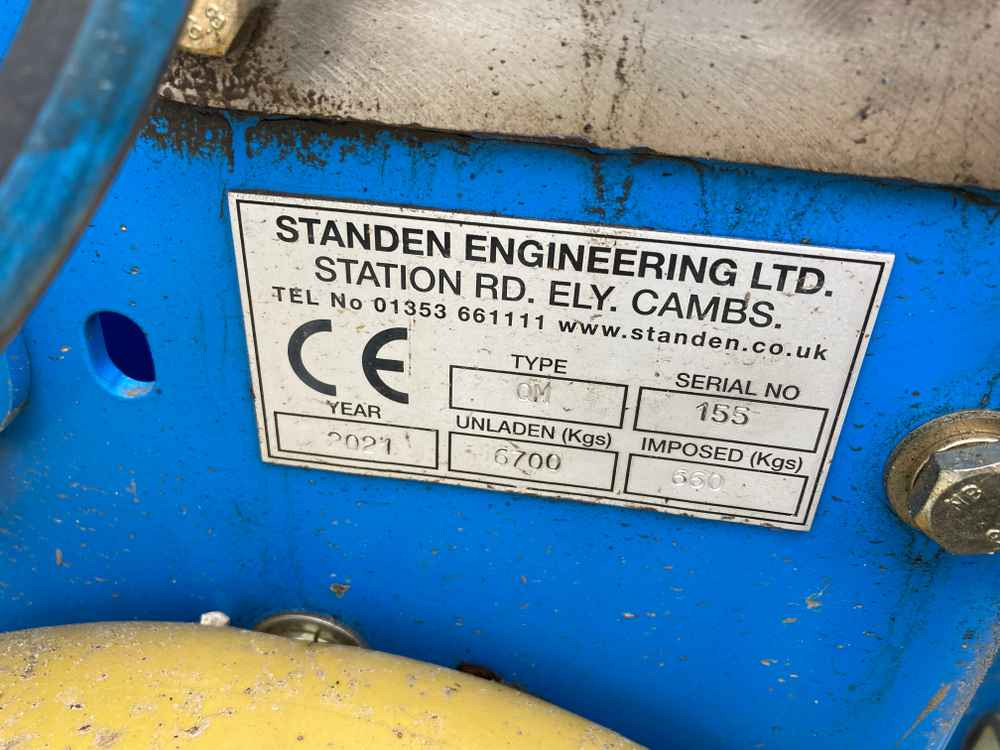 STANDEN ENGINEERING LTD.
STATION RD. ELY. CAMBS.
TEL No 01353 661111 www.standen.co.uk
CE
TYPE
QM
SERIAL NO
155
YEAR
2021
UNLADEN (Kgs)
6700
IMPOSED (Kgs)
660